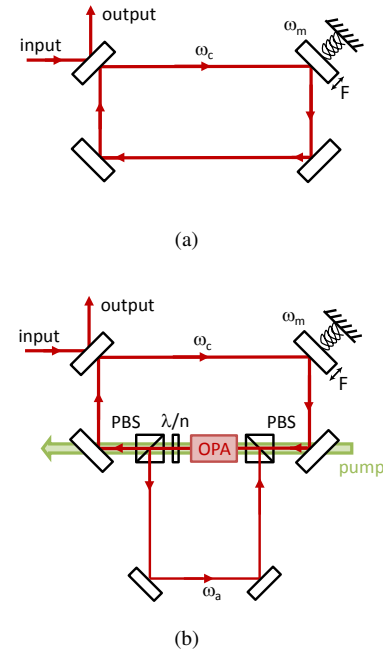 output
input
ω_c
ω_m
F
(a)
output
input
ω_c
ω_m
F
PBS
λ/n
PBS
OPA
pump
ω_a
(b)